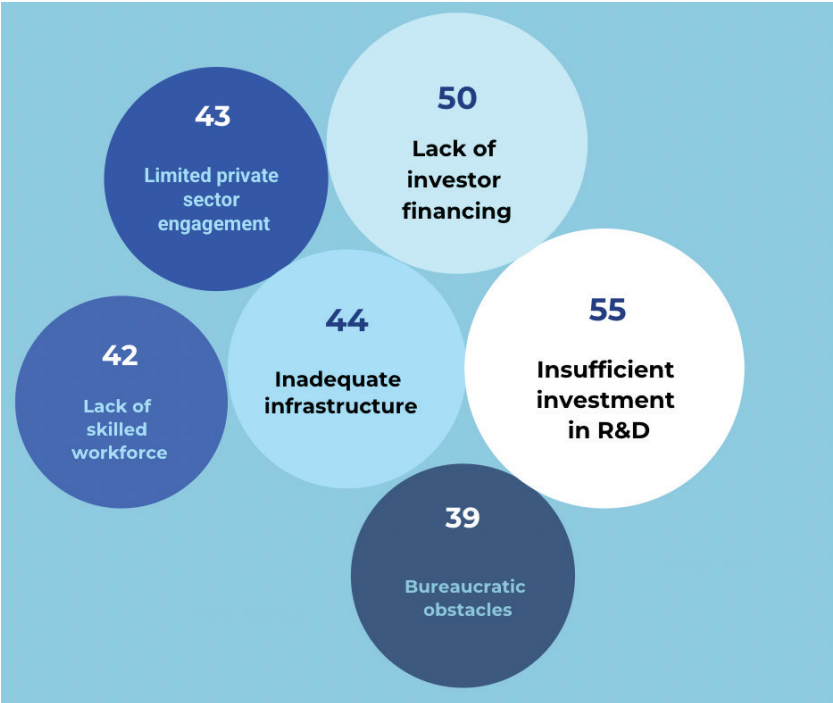 50
Lack of
investor
financing
43
Limited private
sector
engagement
55
Insufficient
investment
in R&D
44
Inadequate
infrastructure
42
Lack of
skilled
workforce
39
Bureaucratic
obstacles